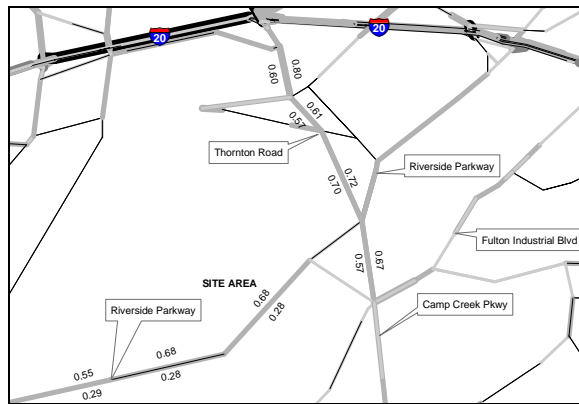 20
20
0.80
0.60
0.61
0.57
Thornton Road
0.72
0.70
Riverside Parkway
Fulton Industrial Blvd
0.67
0.57
SITE AREA
0.68
0.28
Riverside Parkway
Camp Creek Pkwy
0.68
0.55
0.28
0.29